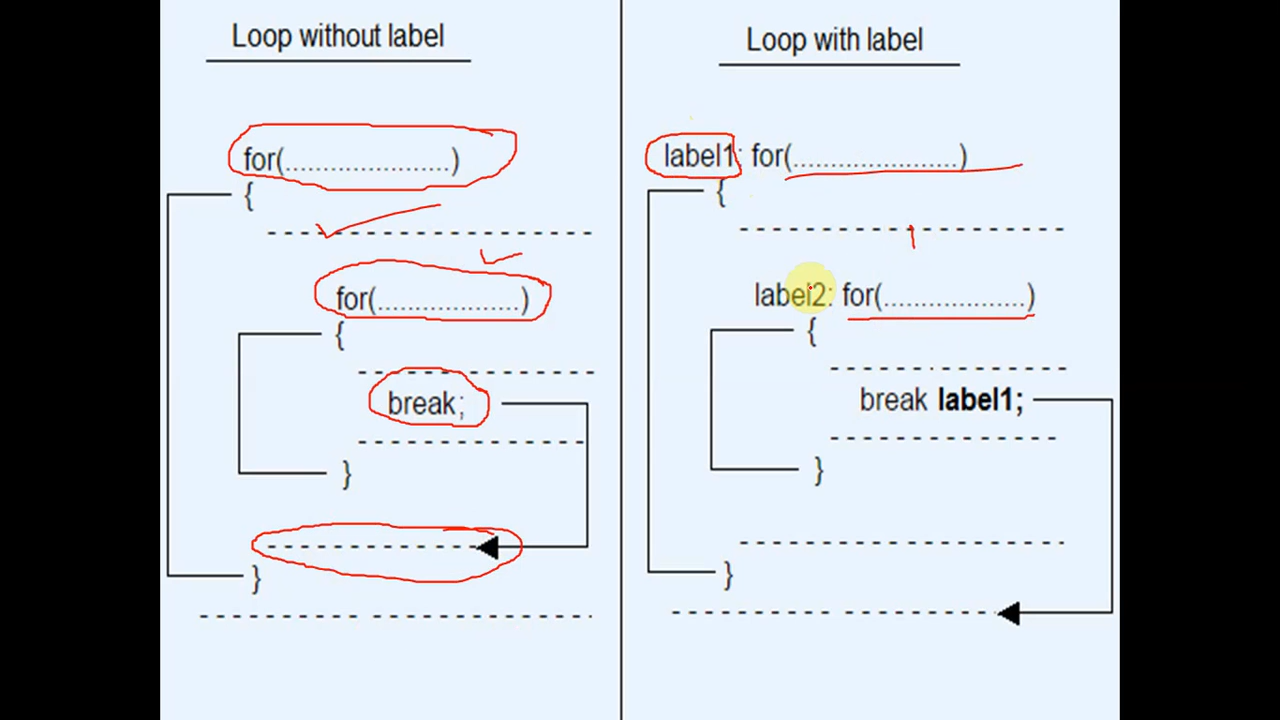 Loop without label
for(......................)
{
for(...................)
{
break;
}
}
Loop with label
label1: for(......................)
{
label2: for(...................)
{
break label1;
}
}